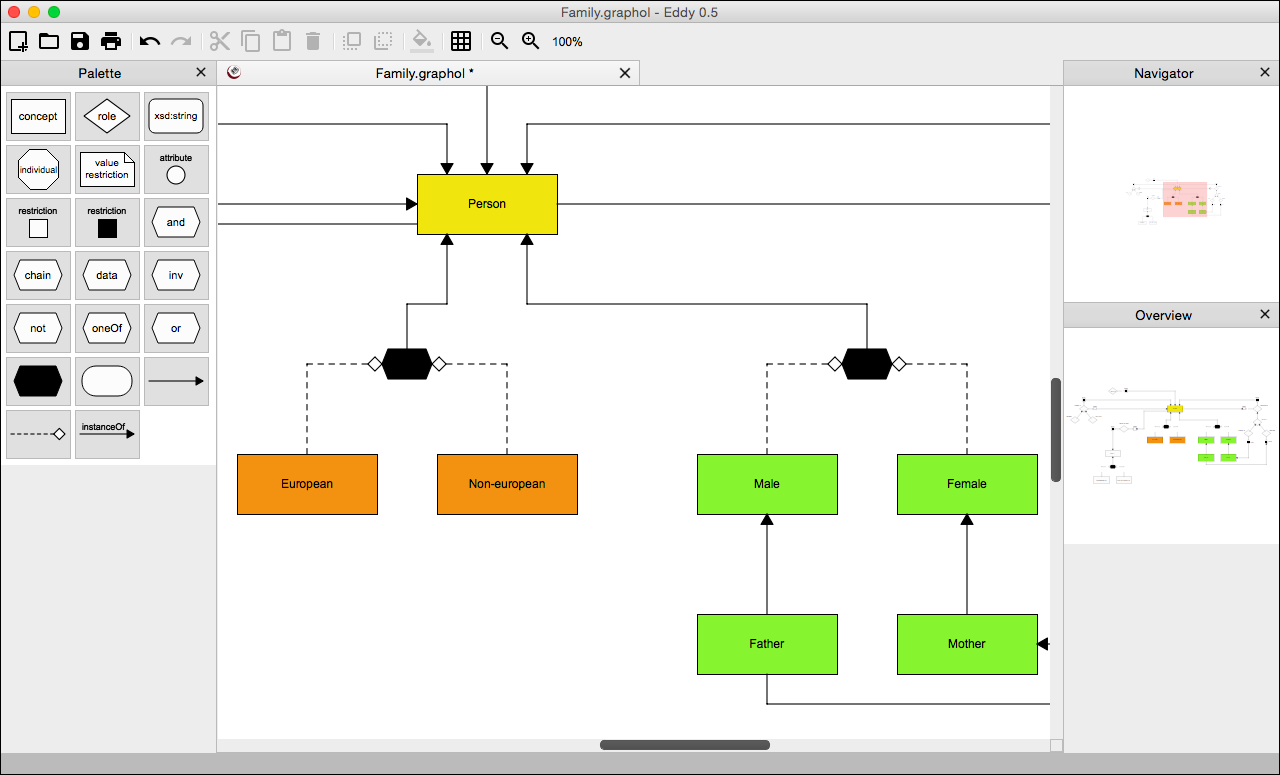 Family.graphol - Eddy 0.5
100%
Palette
Family.graphol *
Navigator
concept
role
xsd:string
individual
value
restriction
attribute
restriction
restriction
and
chain
data
inv
not
oneOf
or
instanceOf
Person
European
Non-european
Male
Female
Father
Mother
Overview